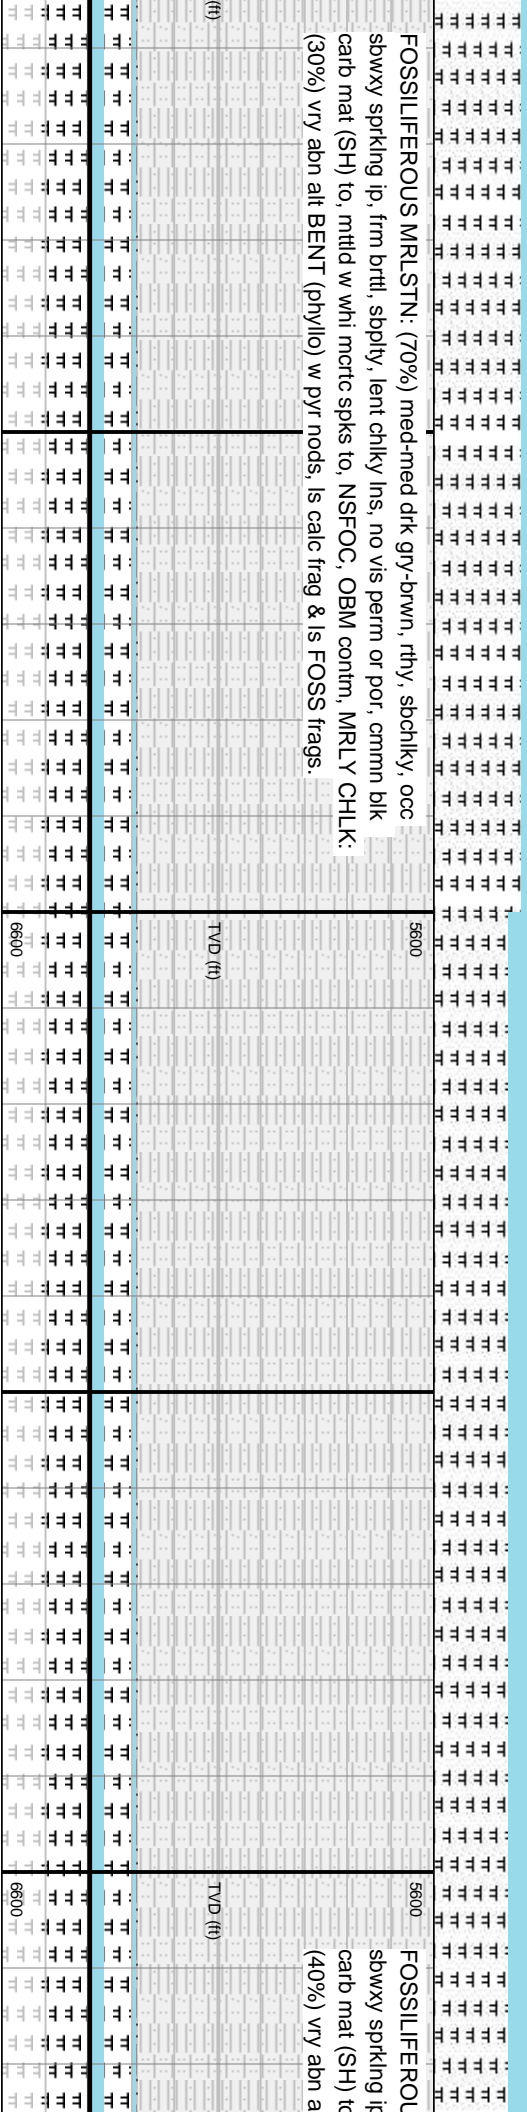 (ft)
FOSSILIFEROUS MRLSTN: (70%) med-med drk gry-brwn, rthy, sbchlky, occ
sbwxy sprklng ip, frm brttl, sbplty, lent chlky lns, no vis perm or por, cmmn blk
carb mat (SH) to, mttld w whi mcrtc spks to, NSFOC, OBM contm, MRLY CHLK:
(30%) vry abn alt BENT (phyllo) w pyr nods, ls calc frag & ls FOSS frags.
5600
TVD (ft)
6600
5600
TVD (ft)
6600
FOSSILIFEROU
sbwxy sprklng ip
carb mat (SH) to
(40%) vry abn a